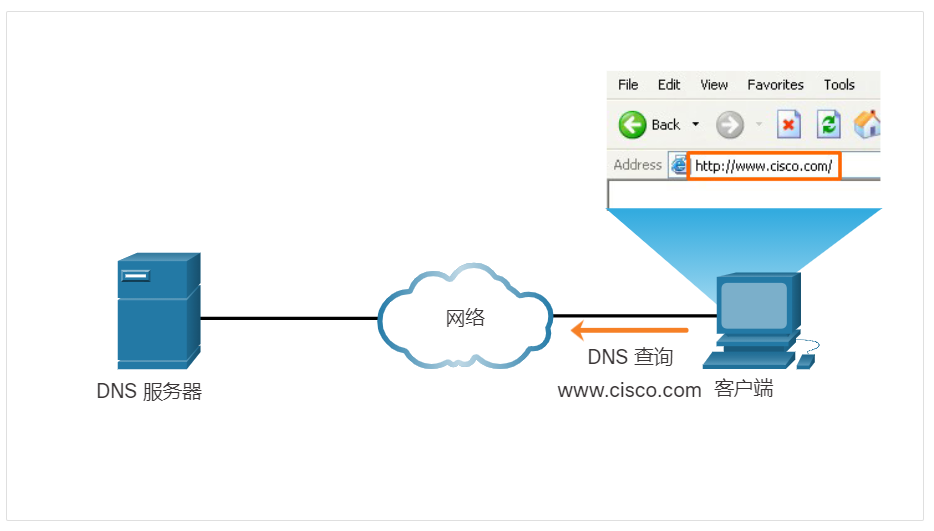 File Edit View Favorites Tools
Back
Address http://www.cisco.com/
网络
DNS 查询
www.cisco.com
客户端
DNS 服务器